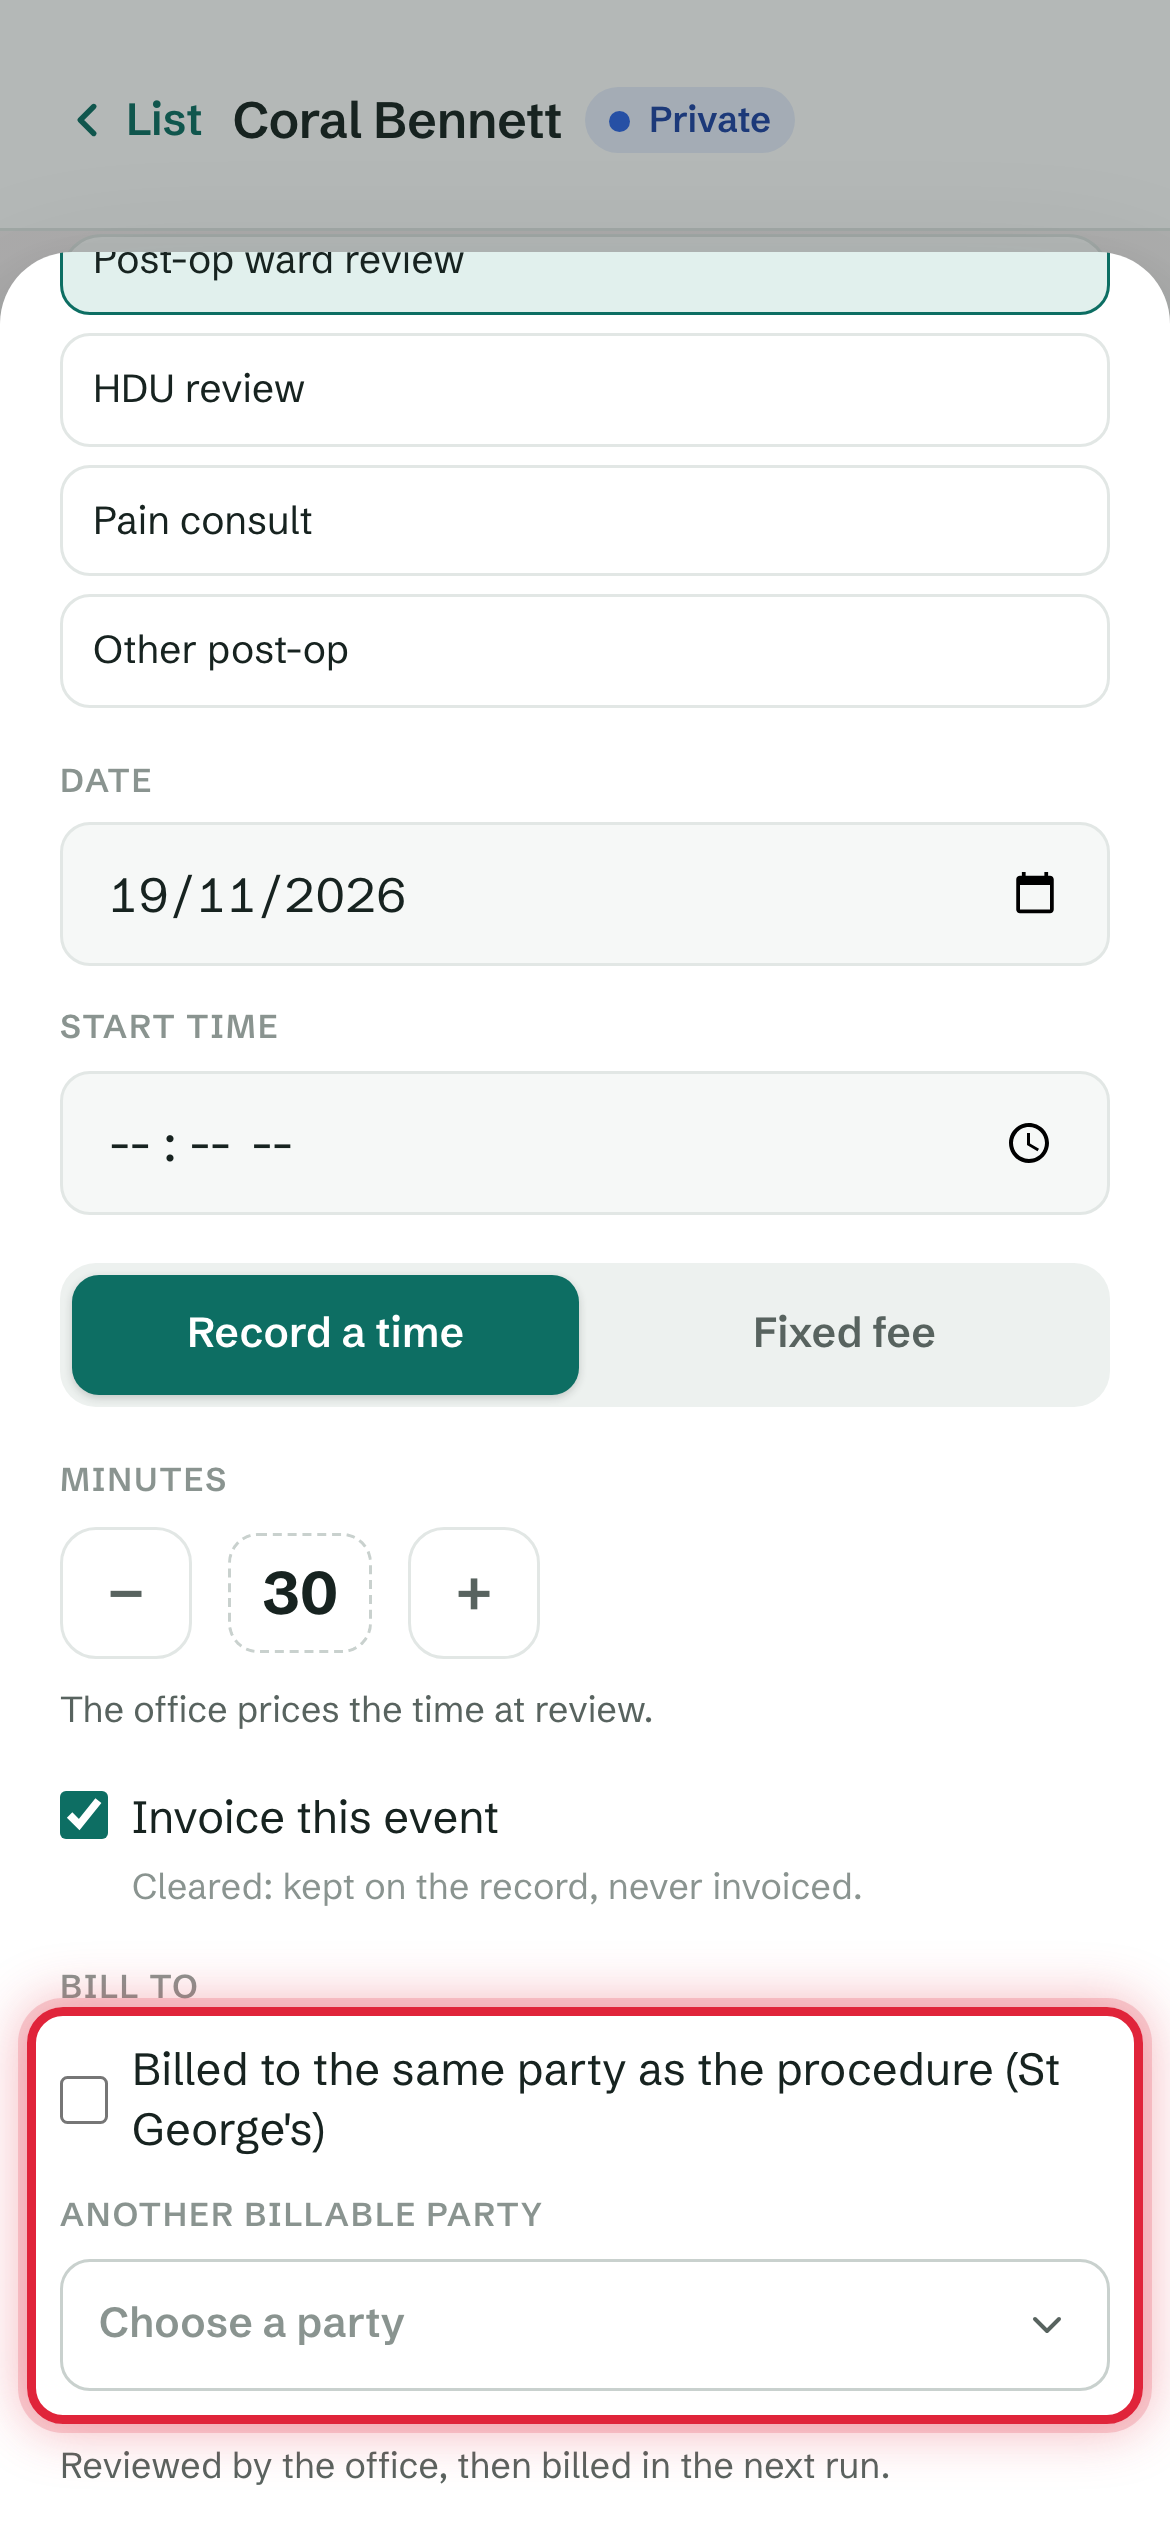 List Coral Bennett Private
Post-op ward review
HDU review
Pain consult
Other post-op
DATE
19/11/2026
START TIME
-- : -- --
Record a time Fixed fee
MINUTES
− 30 +
The office prices the time at review.
Invoice this event
Cleared: kept on the record, never invoiced.
BILL TO
Billed to the same party as the procedure (St
George's)
ANOTHER BILLABLE PARTY
Choose a party
Reviewed by the office, then billed in the next run.